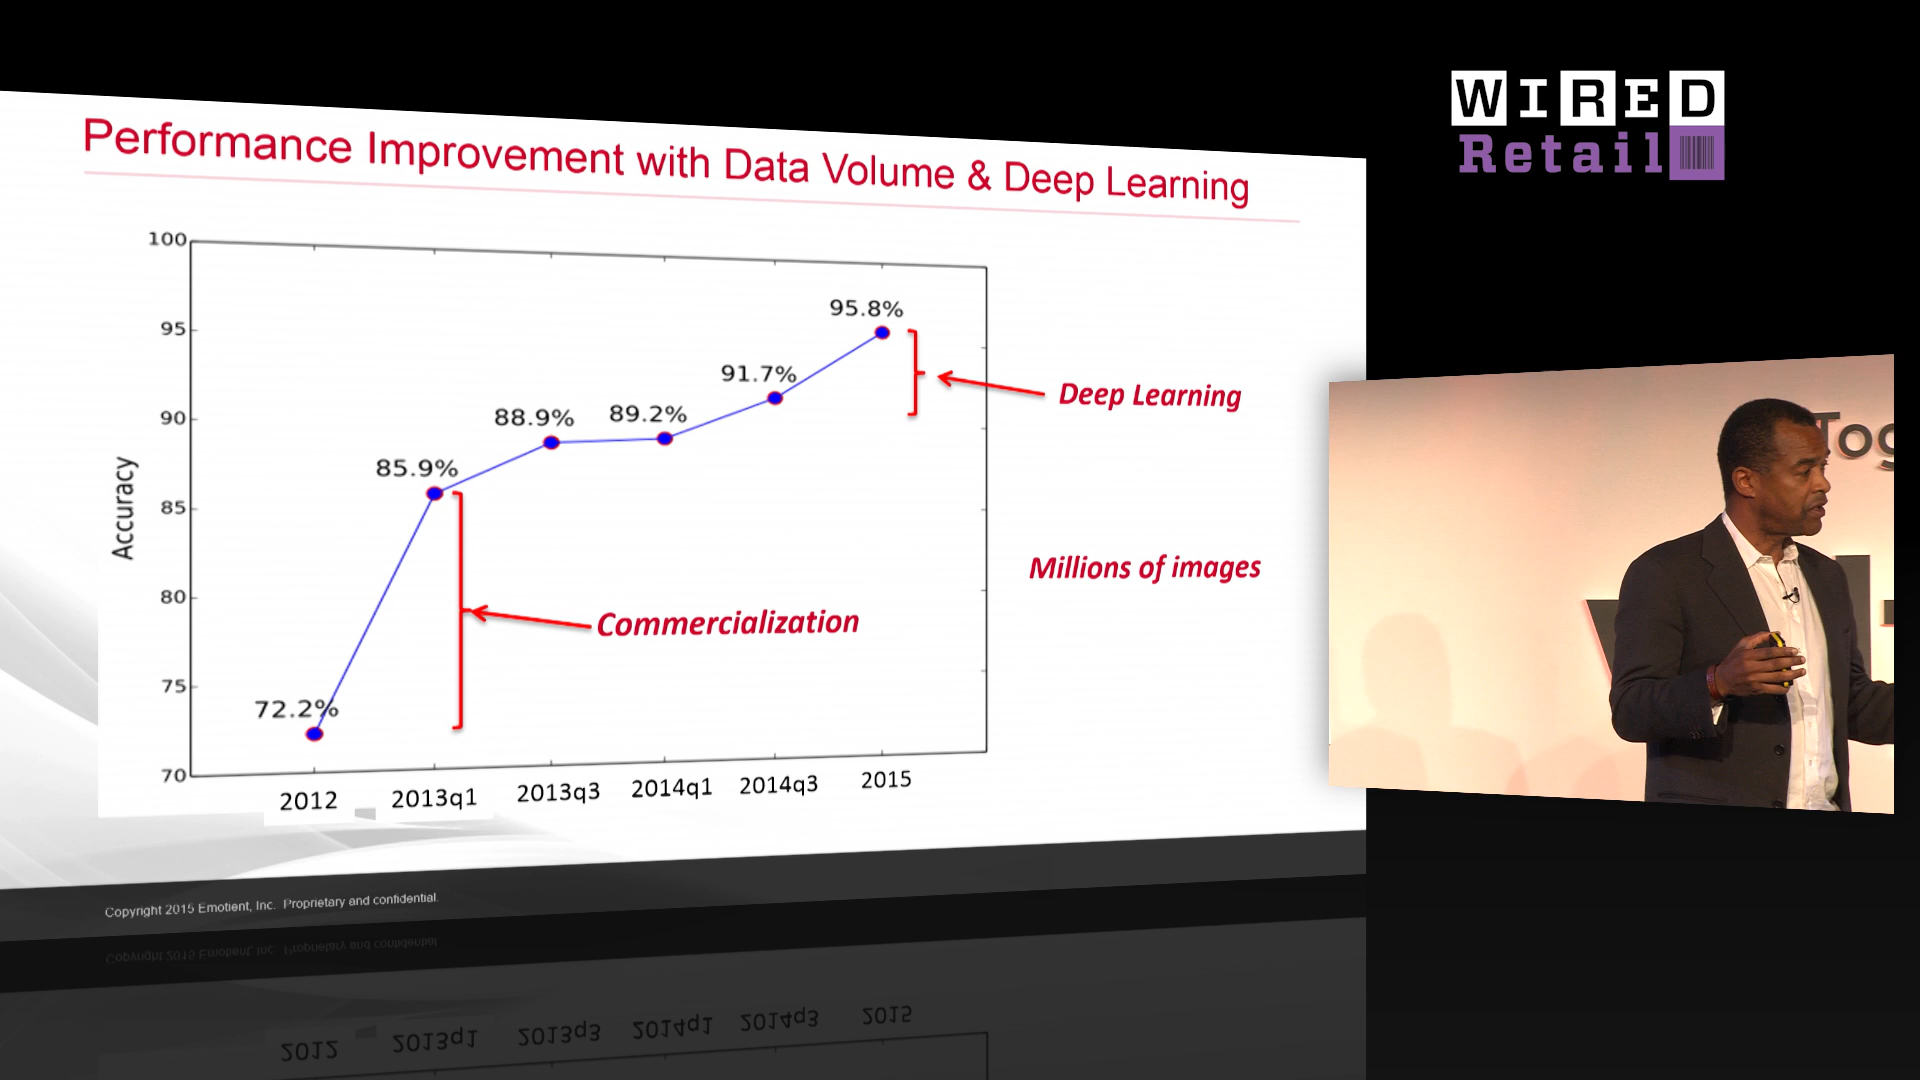 Performance Improvement with Data Volume & Deep Learning
WIRED
Retail
100
95
90
85
80
75
70
Accuracy
72.2%
85.9%
88.9%
89.2%
91.7%
95.8%
Deep Learning
Millions of images
Commercialization
2012
2013q1
2013q3
2014q1
2014q3
2015
Copyright 2015 Emotient, Inc. Proprietary and confidential.
Tog